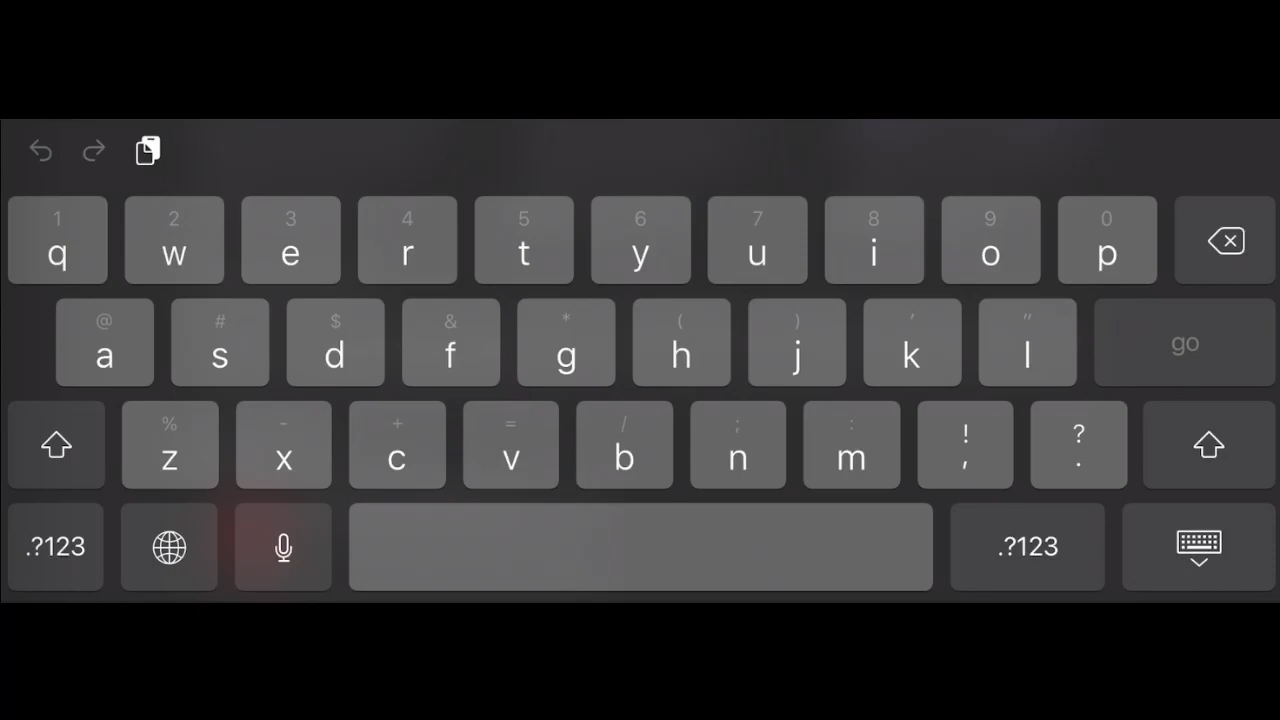 1 2 3 4 5 6 7 8 9 0
q w e r t y u i o p
@ # $ & * ( ) ' "
a s d f g h j k l go
% - + = / ; : ! ?
z x c v b n m , .
.?123 .?123